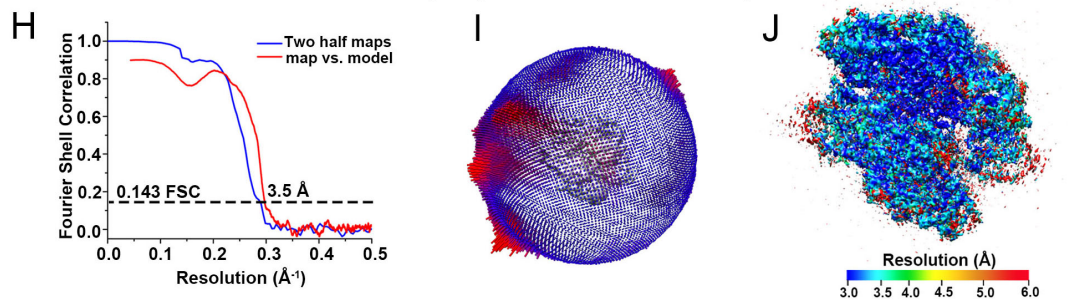 H
Fourier Shell Correlation
1.0
0.8
0.6
0.4
0.2
0.0
Two half maps
map vs. model
0.143 FSC
3.5 Å
0.0 0.1 0.2 0.3 0.4 0.5
Resolution (Å-1)
I
J
Resolution (Å)
3.0 3.5 4.0 4.5 5.0 6.0